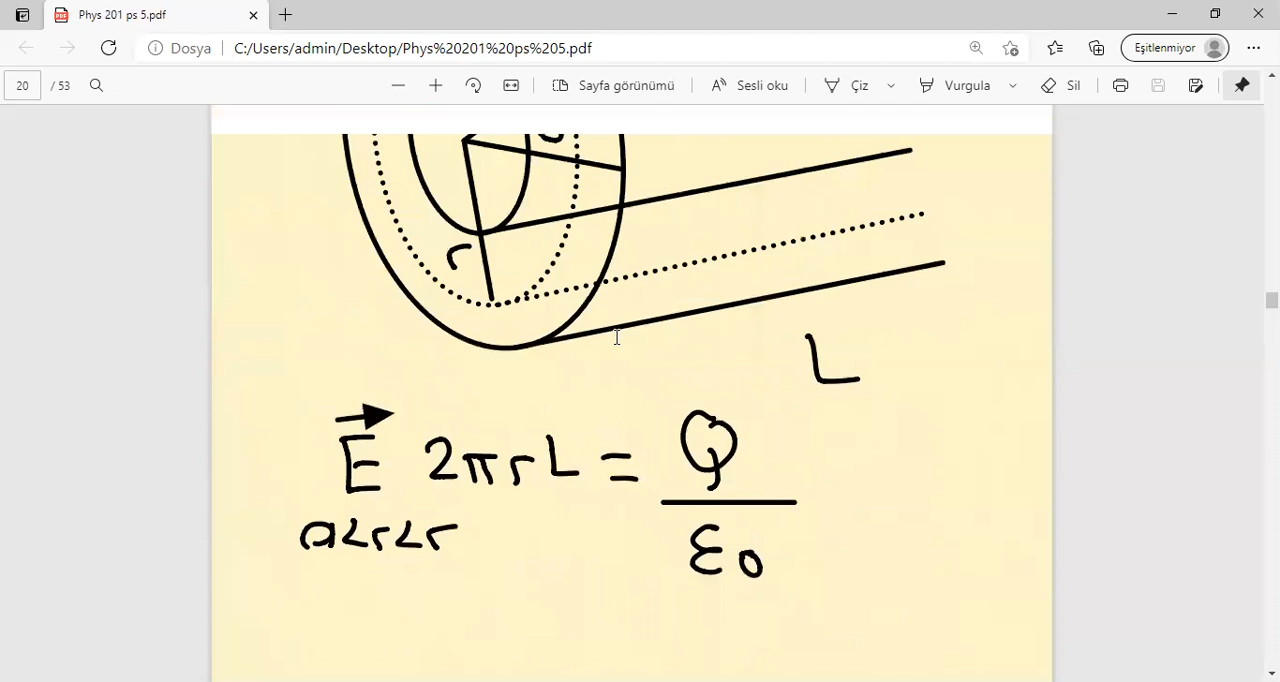 Phys 201 ps 5.pdf
Dosya C:/Users/admin/Desktop/Phys%20201%20ps%205.pdf Eşitlenmiyor
20 / 53 Sayfa görünümü Sesli oku Çiz Vurgula Sil
r
L
E 2πrL = Q
ε0
a<r<r